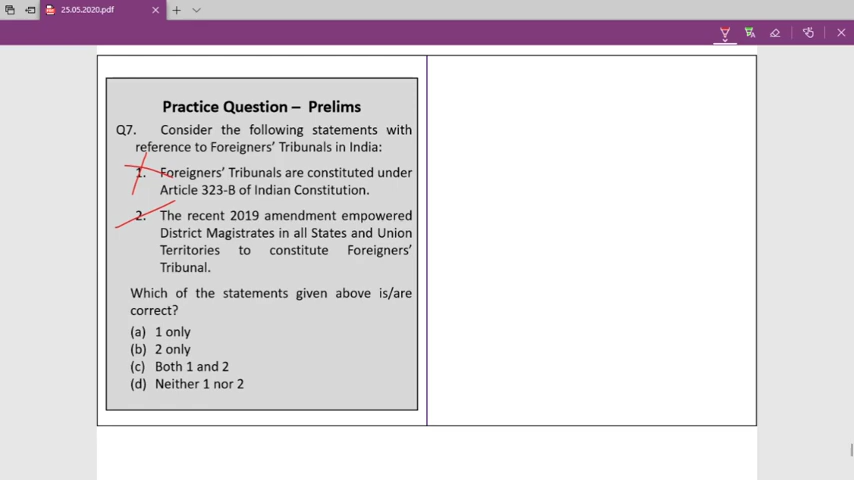 25.05.2020.pdf
Practice Question – Prelims
Q7. Consider the following statements with
reference to Foreigners' Tribunals in India:
1. Foreigners' Tribunals are constituted under
Article 323-B of Indian Constitution.
2. The recent 2019 amendment empowered
District Magistrates in all States and Union
Territories to constitute Foreigners'
Tribunal.
Which of the statements given above is/are
correct?
(a) 1 only
(b) 2 only
(c) Both 1 and 2
(d) Neither 1 nor 2